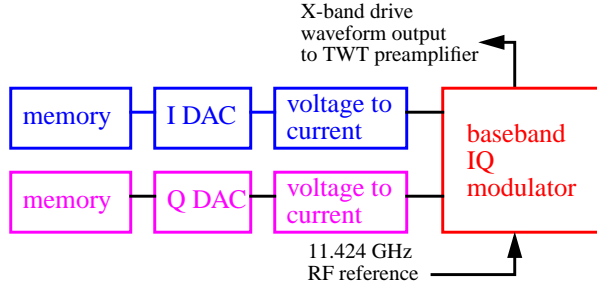 X-band drive
waveform output
to TWT preamplifier
memory
I DAC
voltage to
current
baseband
IQ
modulator
memory
Q DAC
voltage to
current
11.424 GHz
RF reference